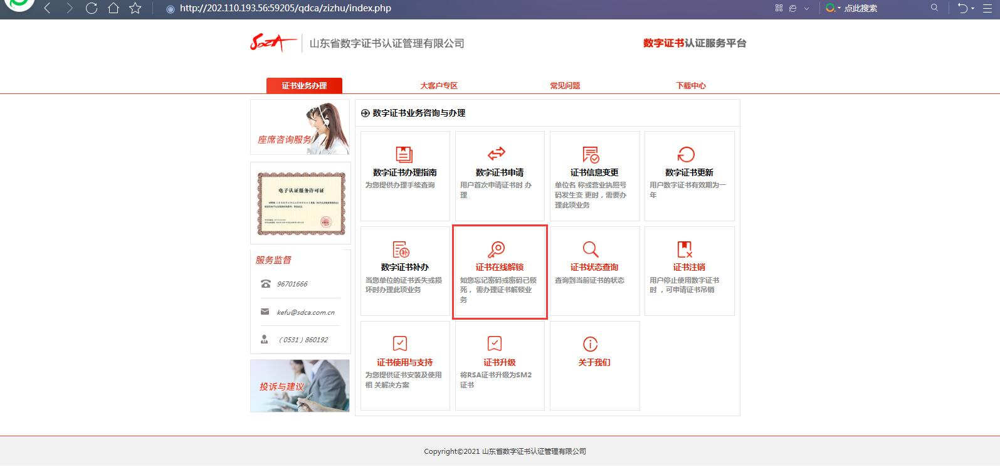 http://202.110.193.56:59205/qdca/zizhu/index.php
点此搜索
SDCA
山东省数字证书认证管理有限公司
数字证书认证服务平台
证书业务办理
大客户专区
常见问题
下载中心
座席咨询服务
电子认证服务许可证
服务监督
96701666
kefu@sdca.com.cn
（0531）860192
投诉与建议
数字证书业务咨询与办理
数字证书办理指南
为您提供办理手续查询
数字证书申请
用户首次申请证书时 办
理
证书信息变更
单位名 称或营业执照号
码发生变 更时，需要办
理此项业务
数字证书更新
用户数字证书有效期为一
年
补
数字证书补办
当您单位的证书丢失或损
坏时办理此项业务
证书在线解锁
如您忘记密码或密码已锁
死， 需办理证书解锁业
务
证书状态查询
查询到当前证书的状态
证书注销
用户停止使用数字证书
时 ，可申请证书吊销
证书使用与支持
为您提供证书安装及使用
相 关解决方案
证书升级
将RSA证书升级为SM2
证书
关于我们
Copyright©2021 山东省数字证书认证管理有限公司